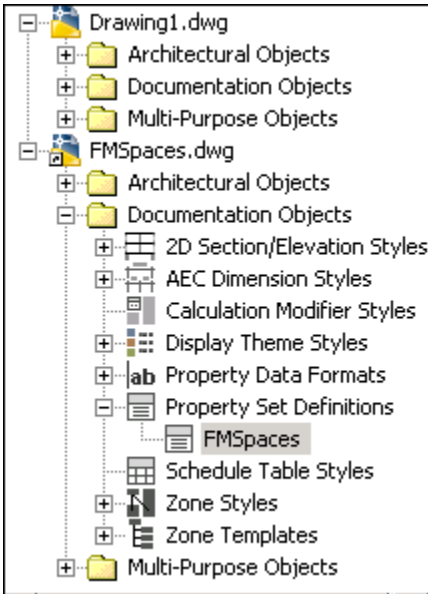 Drawing1.dwg
Architectural Objects
Documentation Objects
Multi-Purpose Objects
FMSpaces.dwg
Architectural Objects
Documentation Objects
2D Section/Elevation Styles
AEC Dimension Styles
Calculation Modifier Styles
Display Theme Styles
ab Property Data Formats
Property Set Definitions
FMSpaces
Schedule Table Styles
Zone Styles
Zone Templates
Multi-Purpose Objects